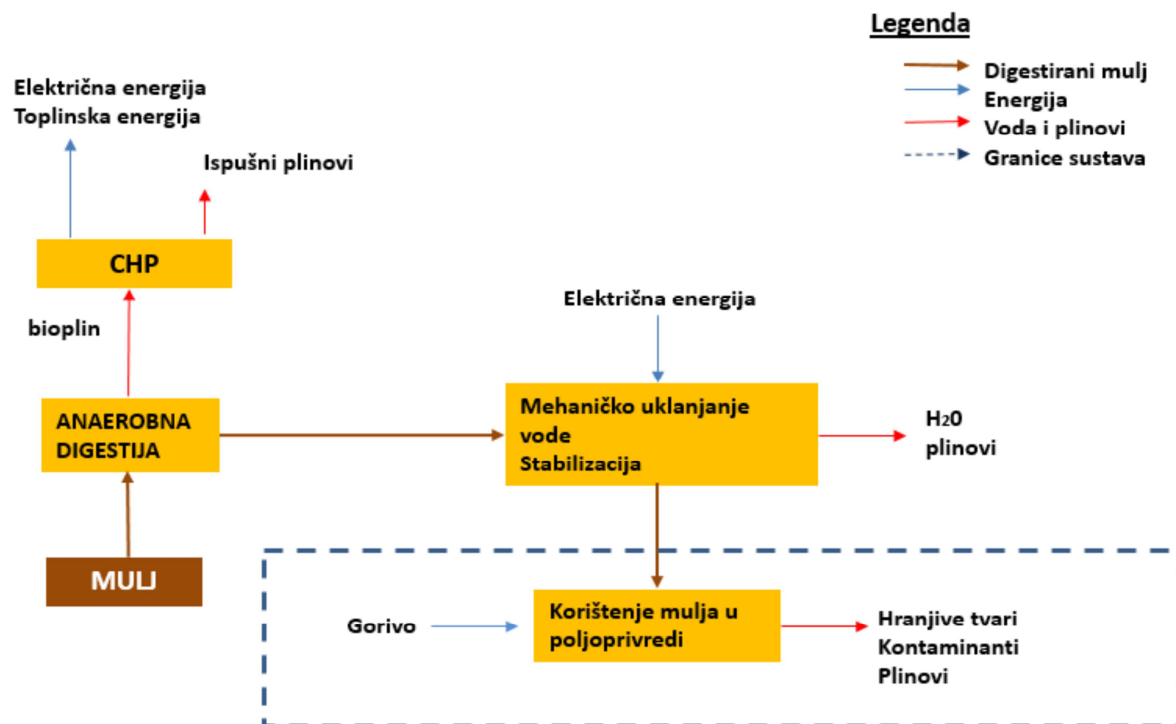 Legenda
Digestirani mulj
Energija
Voda i plinovi
Granice sustava
Električna energija
Toplinska energija
Ispušni plinovi
CHP
bioplin
Električna energija
ANAEROBNA
DIGESTIJA
Mehaničko uklanjanje
vode
Stabilizacija
H20
plinovi
MULJ
Gorivo
Korištenje mulja u
poljoprivredi
Hranjive tvari
Kontaminanti
Plinovi